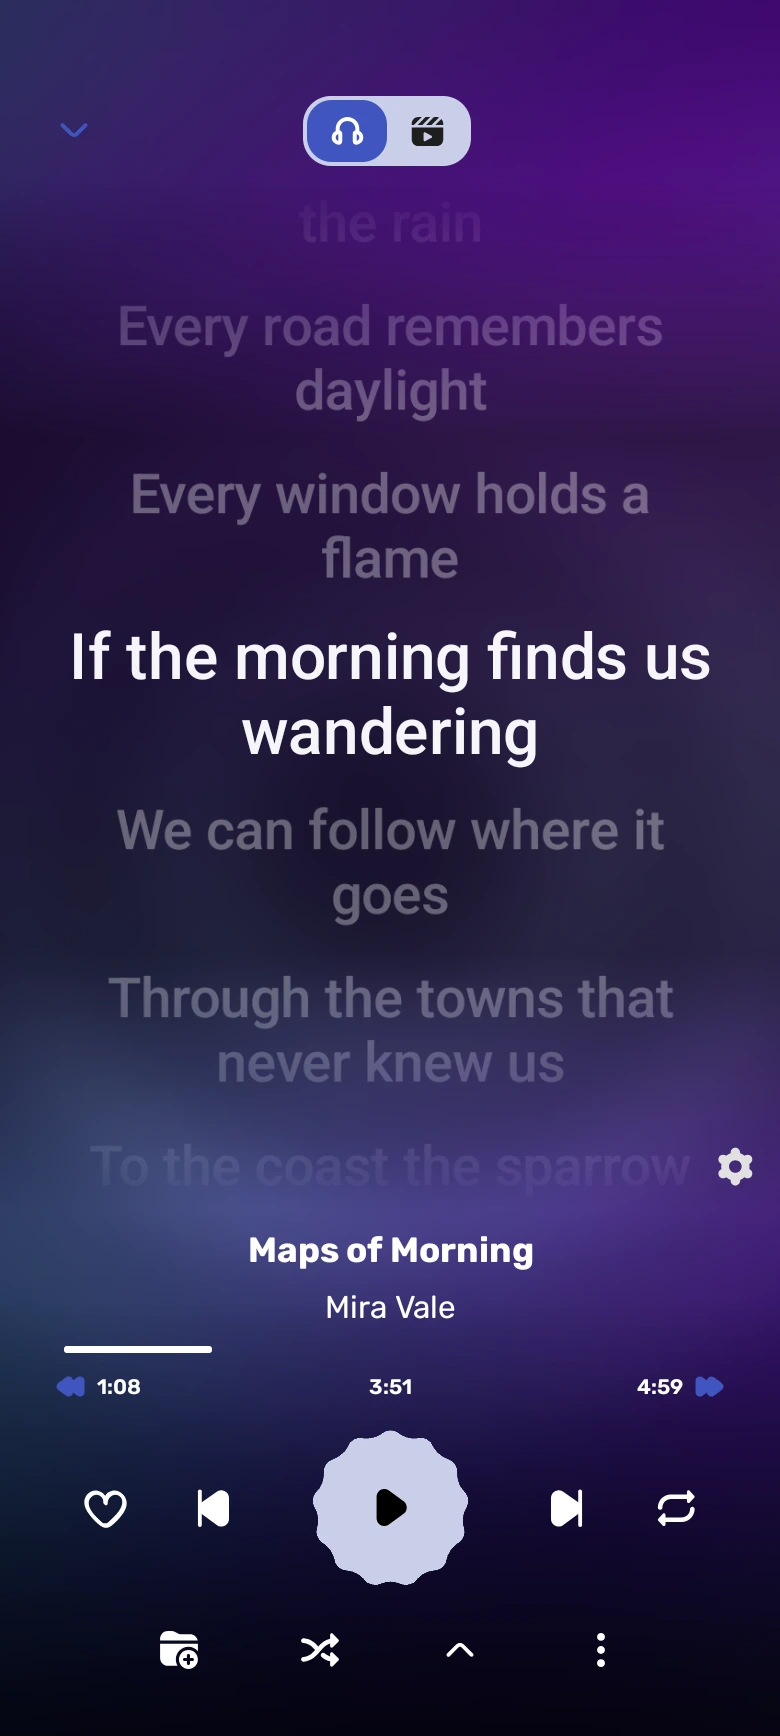 the rain
Every road remembers
daylight
Every window holds a
flame
If the morning finds us
wandering
We can follow where it
goes
Through the towns that
never knew us
To the coast the sparrow
Maps of Morning
Mira Vale
1:08 3:51 4:59